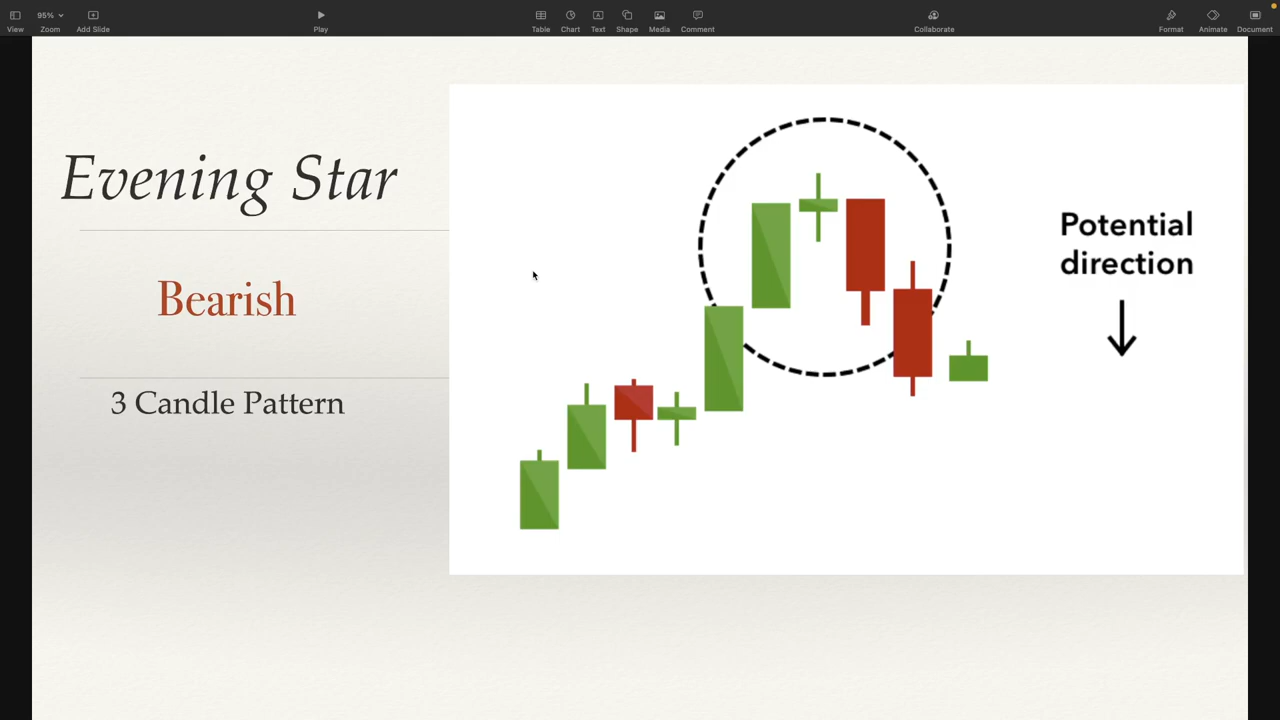 View
95%
Zoom
Add Slide
Play
Table
Chart
Text
Shape
Media
Comment
Collaborate
Format
Animate
Document
Evening Star
Bearish
3 Candle Pattern
Potential
direction